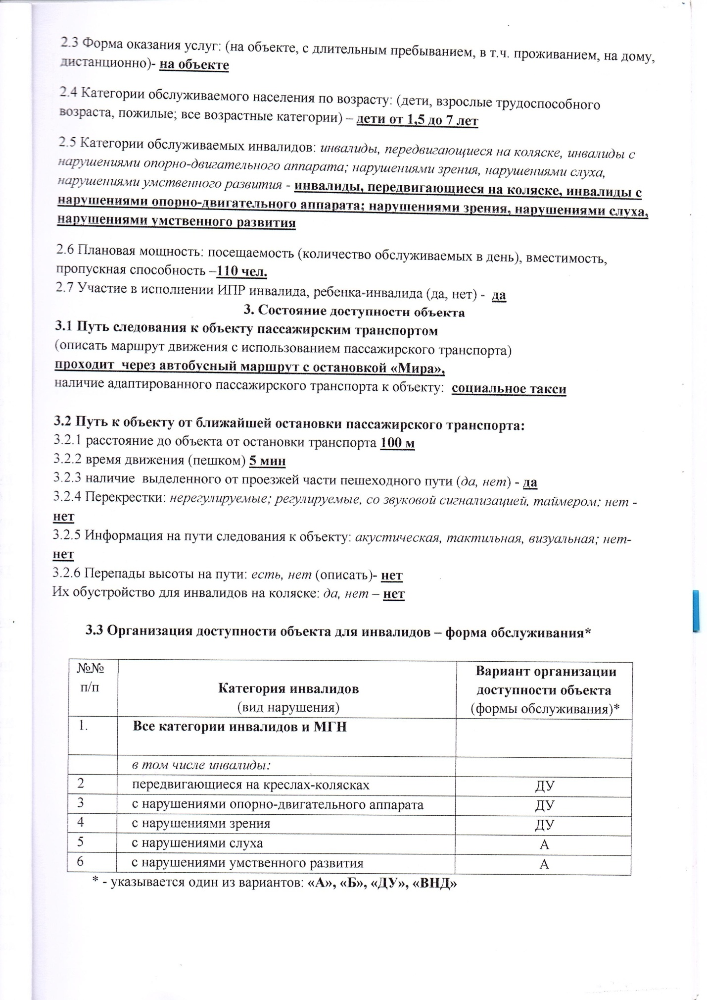 2.3 Форма оказания услуг: (на объекте, с длительным пребыванием, в т.ч. проживанием, на дому,
дистанционно)- на объекте
2.4 Категории обслуживаемого населения по возрасту: (дети, взрослые трудоспособного
возраста, пожилые; все возрастные категории) – дети от 1,5 до 7 лет
2.5 Категории обслуживаемых инвалидов: инвалиды, передвигающиеся на коляске, инвалиды с
нарушениями опорно-двигательного аппарата; нарушениями зрения, нарушениями слуха,
нарушениями умственного развития - инвалиды, передвигающиеся на коляске, инвалиды с
нарушениями опорно-двигательного аппарата; нарушениями зрения, нарушениями слуха,
нарушениями умственного развития
2.6 Плановая мощность: посещаемость (количество обслуживаемых в день), вместимость,
пропускная способность –110 чел.
2.7 Участие в исполнении ИПР инвалида, ребенка-инвалида (да, нет) - да
3. Состояние доступности объекта
3.1 Путь следования к объекту пассажирским транспортом
(описать маршрут движения с использованием пассажирского транспорта)
проходит через автобусный маршрут с остановкой «Мира»,
наличие адаптированного пассажирского транспорта к объекту: социальное такси
3.2 Путь к объекту от ближайшей остановки пассажирского транспорта:
3.2.1 расстояние до объекта от остановки транспорта 100 м
3.2.2 время движения (пешком) 5 мин
3.2.3 наличие выделенного от проезжей части пешеходного пути (да, нет) - да
3.2.4 Перекрестки: нерегулируемые; регулируемые, со звуковой сигнализацией, таймером; нет -
нет
3.2.5 Информация на пути следования к объекту: акустическая, тактильная, визуальная; нет-
нет
3.2.6 Перепады высоты на пути: есть, нет (описать)- нет
Их обустройство для инвалидов на коляске: да, нет – нет
3.3 Организация доступности объекта для инвалидов – форма обслуживания*
№№ п/п Категория инвалидов (вид нарушения) Вариант организации доступности объекта (формы обслуживания)*
1. Все категории инвалидов и МГН
в том числе инвалиды:
2 передвигающиеся на креслах-колясках ДУ
3 с нарушениями опорно-двигательного аппарата ДУ
4 с нарушениями зрения ДУ
5 с нарушениями слуха А
6 с нарушениями умственного развития А
* - указывается один из вариантов: «А», «Б», «ДУ», «ВНД»